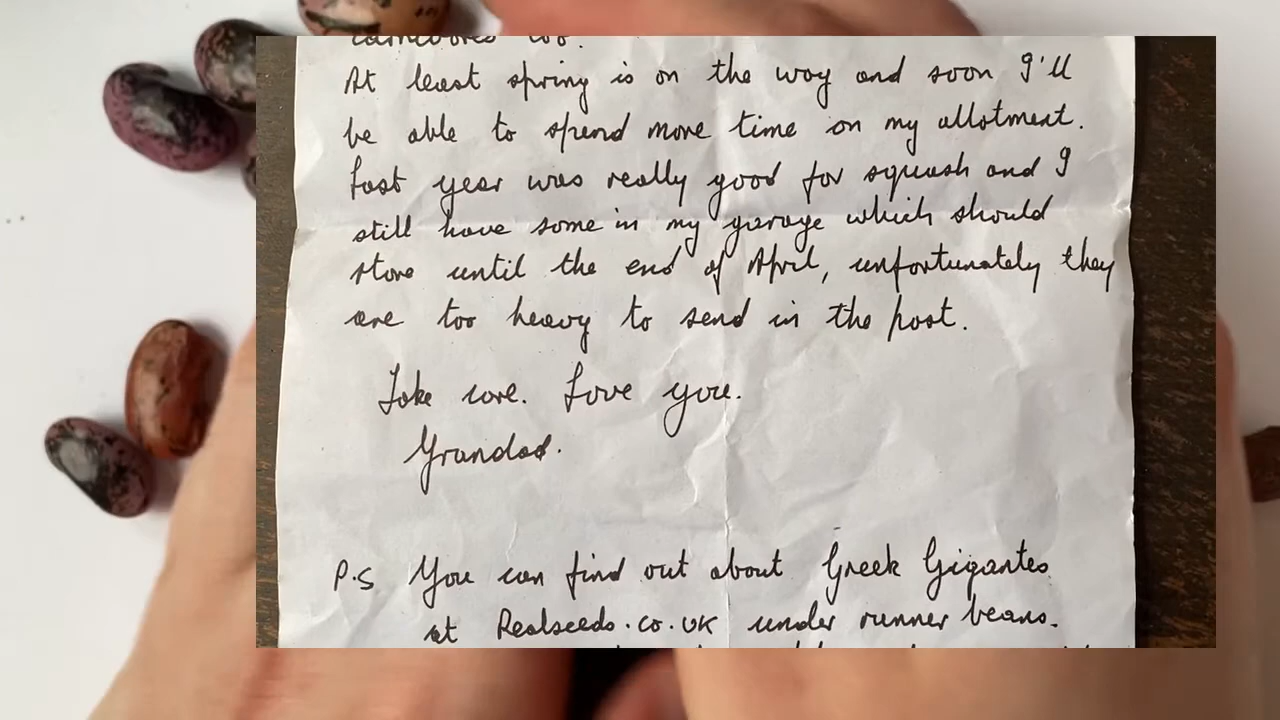 too.
At least spring is on the way and soon I'll
be able to spend more time on my allotment.
Last year was really good for squash and I
still have some in my garage which should
store until the end of April, unfortunately they
are too heavy to send in the post.
Take care. Love you.
Grandad.
P.S You can find out about Greek Gigantes
at Realseeds.co.uk under runner beans.